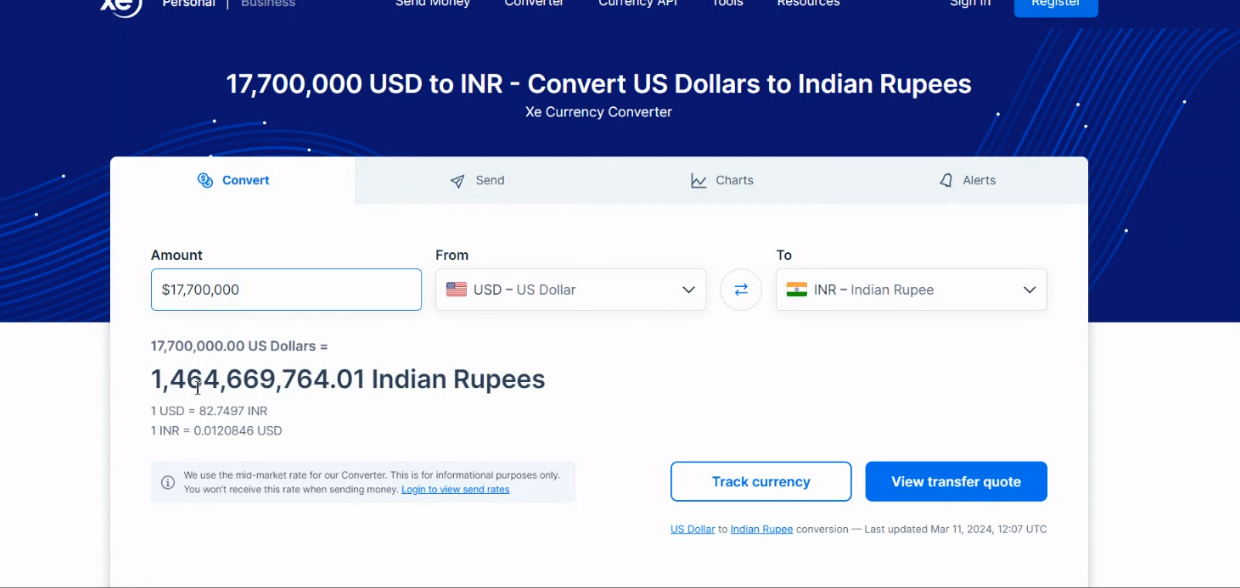 xe Personal | Business Send Money Converter Currency API Tools Resources Sign In Register
17,700,000 USD to INR - Convert US Dollars to Indian Rupees
Xe Currency Converter
Convert Send Charts Alerts
Amount From To
$17,700,000 USD – US Dollar INR – Indian Rupee
17,700,000.00 US Dollars =
1,464,669,764.01 Indian Rupees
1 USD = 82.7497 INR
1 INR = 0.0120846 USD
We use the mid-market rate for our Converter. This is for informational purposes only.
You won't receive this rate when sending money. Login to view send rates
Track currency View transfer quote
US Dollar to Indian Rupee conversion — Last updated Mar 11, 2024, 12:07 UTC